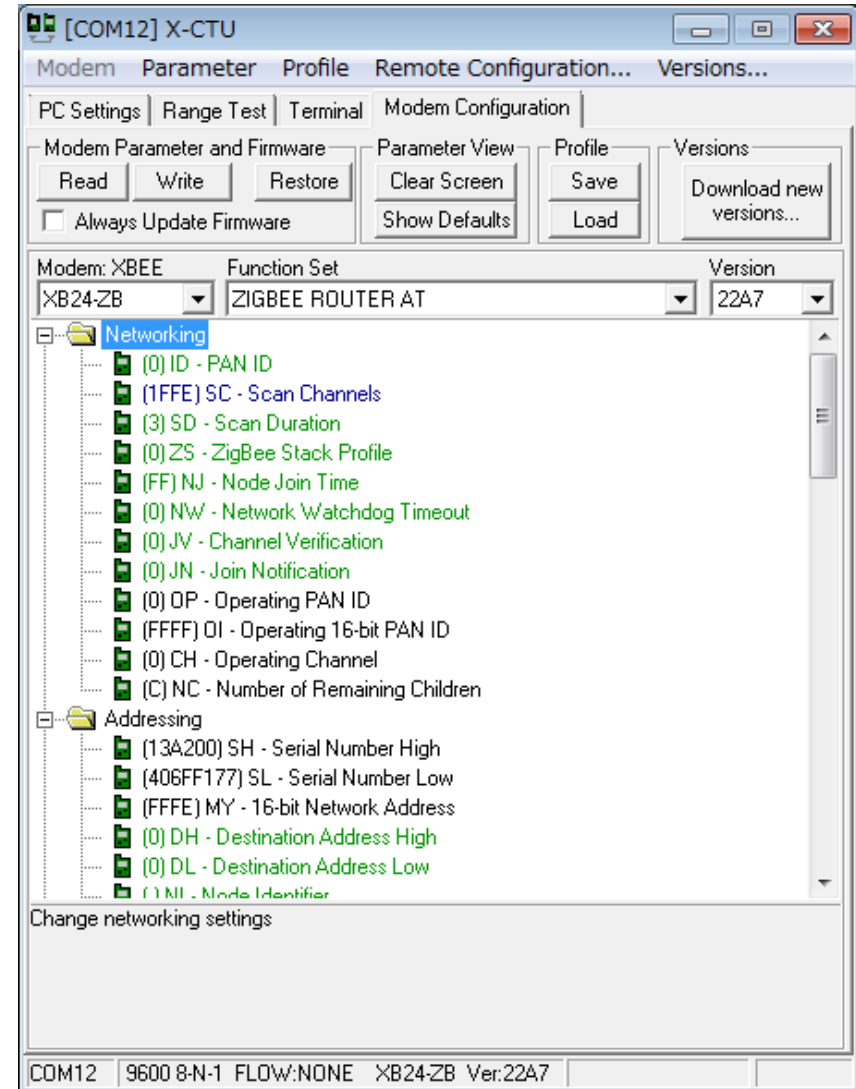 [COM12] X-CTU
Modem Parameter Profile Remote Configuration... Versions...
PC Settings Range Test Terminal Modem Configuration
Modem Parameter and Firmware Parameter View Profile Versions
Read Write Restore Clear Screen Save Download new versions...
Always Update Firmware Show Defaults Load
Modem: XBEE Function Set Version
XB24-ZB ZIGBEE ROUTER AT 22A7
Networking
(0) ID - PAN ID
(1FFE) SC - Scan Channels
(3) SD - Scan Duration
(0) ZS - ZigBee Stack Profile
(FF) NJ - Node Join Time
(0) NW - Network Watchdog Timeout
(0) JV - Channel Verification
(0) JN - Join Notification
(0) OP - Operating PAN ID
(FFFF) OI - Operating 16-bit PAN ID
(0) CH - Operating Channel
(C) NC - Number of Remaining Children
Addressing
(13A200) SH - Serial Number High
(406FF177) SL - Serial Number Low
(FFFE) MY - 16-bit Network Address
(0) DH - Destination Address High
(0) DL - Destination Address Low
( ) NI - Node Identifier
Change networking settings
COM12 9600 8-N-1 FLOW:NONE XB24-ZB Ver:22A7